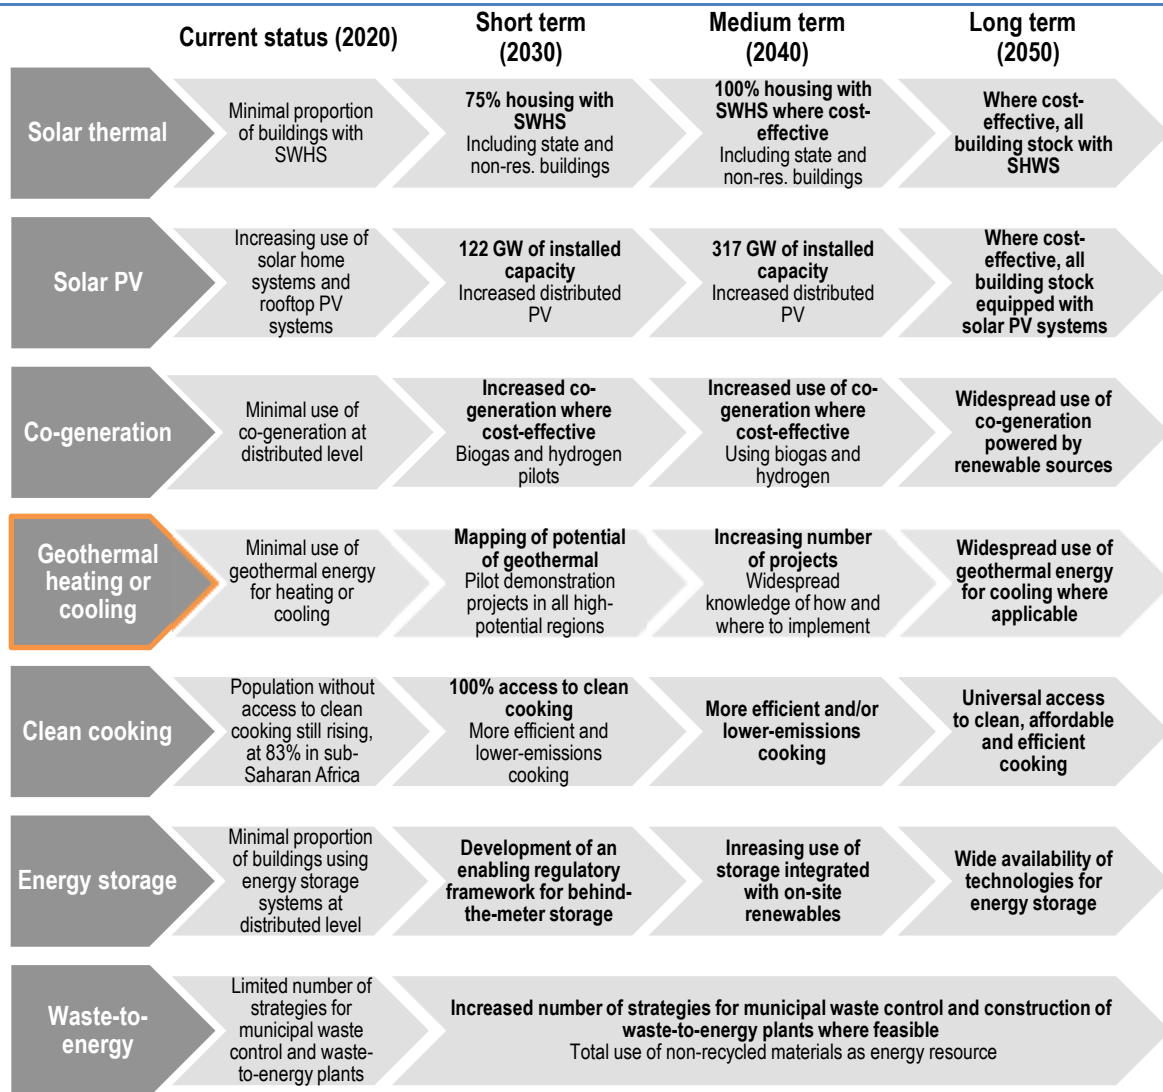 Current status (2020)
Short term
(2030)
Medium term
(2040)
Long term
(2050)
Solar thermal
Minimal proportion
of buildings with
SWHS
75% housing with
SWHS
Including state and
non-res. buildings
100% housing with
SWHS where cost-
effective
Including state and
non-res. buildings
Where cost-
effective, all
building stock with
SHWS
Solar PV
Increasing use of
solar home
systems and
rooftop PV
systems
122 GW of installed
capacity
Increased distributed
PV
317 GW of installed
capacity
Increased distributed
PV
Where cost-
effective, all
building stock
equipped with
solar PV systems
Co-generation
Minimal use of
co-generation at
distributed level
Increased co-
generation where
cost-effective
Biogas and hydrogen
pilots
Increased use of co-
generation where
cost-effective
Using biogas and
hydrogen
Widespread use of
co-generation
powered by
renewable sources
Geothermal
heating or
cooling
Minimal use of
geothermal energy
for heating or
cooling
Mapping of potential
of geothermal
Pilot demonstration
projects in all high-
potential regions
Increasing number
of projects
Widespread
knowledge of how and
where to implement
Widespread use of
geothermal energy
for cooling where
applicable
Clean cooking
Population without
access to clean
cooking still rising,
at 83% in sub-
Saharan Africa
100% access to clean
cooking
More efficient and
lower-emissions
cooking
More efficient and/or
lower-emissions
cooking
Universal access
to clean, affordable
and efficient
cooking
Energy storage
Minimal proportion
of buildings using
energy storage
systems at
distributed level
Development of an
enabling regulatory
framework for behind-
the-meter storage
Inreasing use of
storage integrated
with on-site
renewables
Wide availability of
technologies for
energy storage
Waste-to-
energy
Limited number of
strategies for
municipal waste
control and waste-
to-energy plants
Increased number of strategies for municipal waste control and construction of
waste-to-energy plants where feasible
Total use of non-recycled materials as energy resource